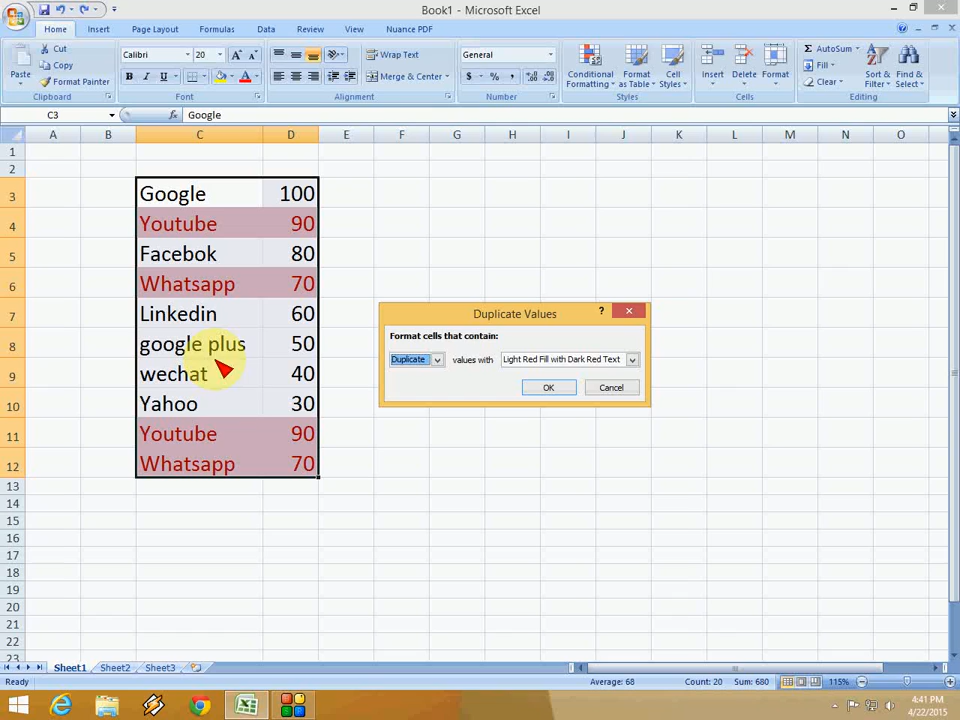 Book1 - Microsoft Excel
Home Insert Page Layout Formulas Data Review View Nuance PDF
Paste
Cut
Copy
Format Painter
Clipboard
Calibri 20
B I U
Font
Wrap Text
Merge & Center
Alignment
General
$ % ,
Number
Conditional Formatting
Format as Table
Cell Styles
Styles
Insert Delete Format
Cells
AutoSum
Fill
Clear
Sort & Filter
Find & Select
Editing
C3 fx Google
A B C D E F G H I J K L M N O
1
2
3 Google 100
4 Youtube 90
5 Facebok 80
6 Whatsapp 70
7 Linkedin 60
8 google plus 50
9 wechat 40
10 Yahoo 30
11 Youtube 90
12 Whatsapp 70
13
14
15
16
17
18
19
20
21
22
23
Duplicate Values
Format cells that contain:
Duplicate values with Light Red Fill with Dark Red Text
OK Cancel
Sheet1 Sheet2 Sheet3
Ready Average: 68 Count: 20 Sum: 680 115%
4:41 PM
4/22/2015